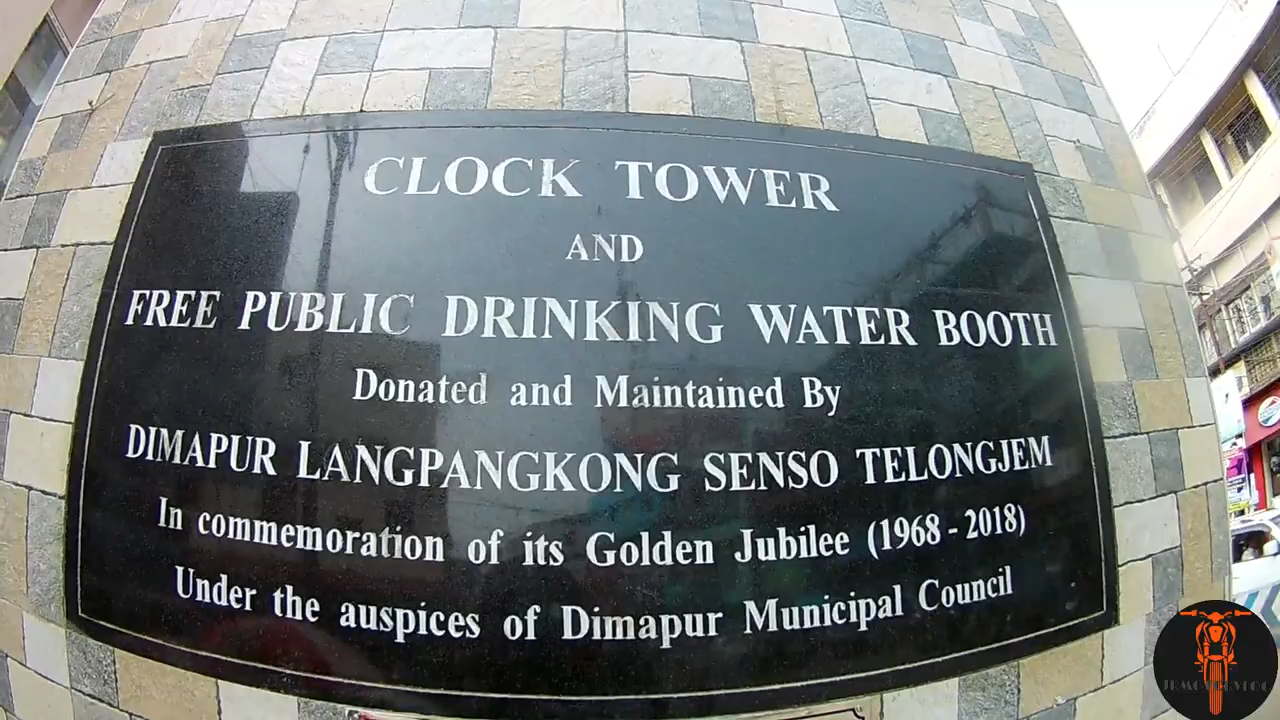 CLOCK TOWER
AND
FREE PUBLIC DRINKING WATER BOOTH
Donated and Maintained By
DIMAPUR LANGPANGKONG SENSO TELONGJEM
In commemoration of its Golden Jubilee (1968 - 2018)
Under the auspices of Dimapur Municipal Council